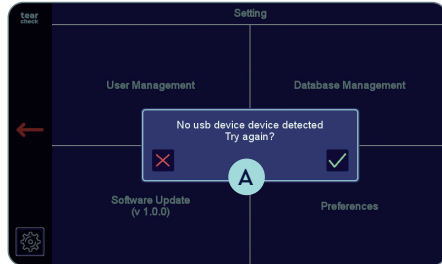 tear
check
Setting
User Management
Database Management
No usb device device detected
Try again?
A
Software Update
(v 1.0.0)
Preferences